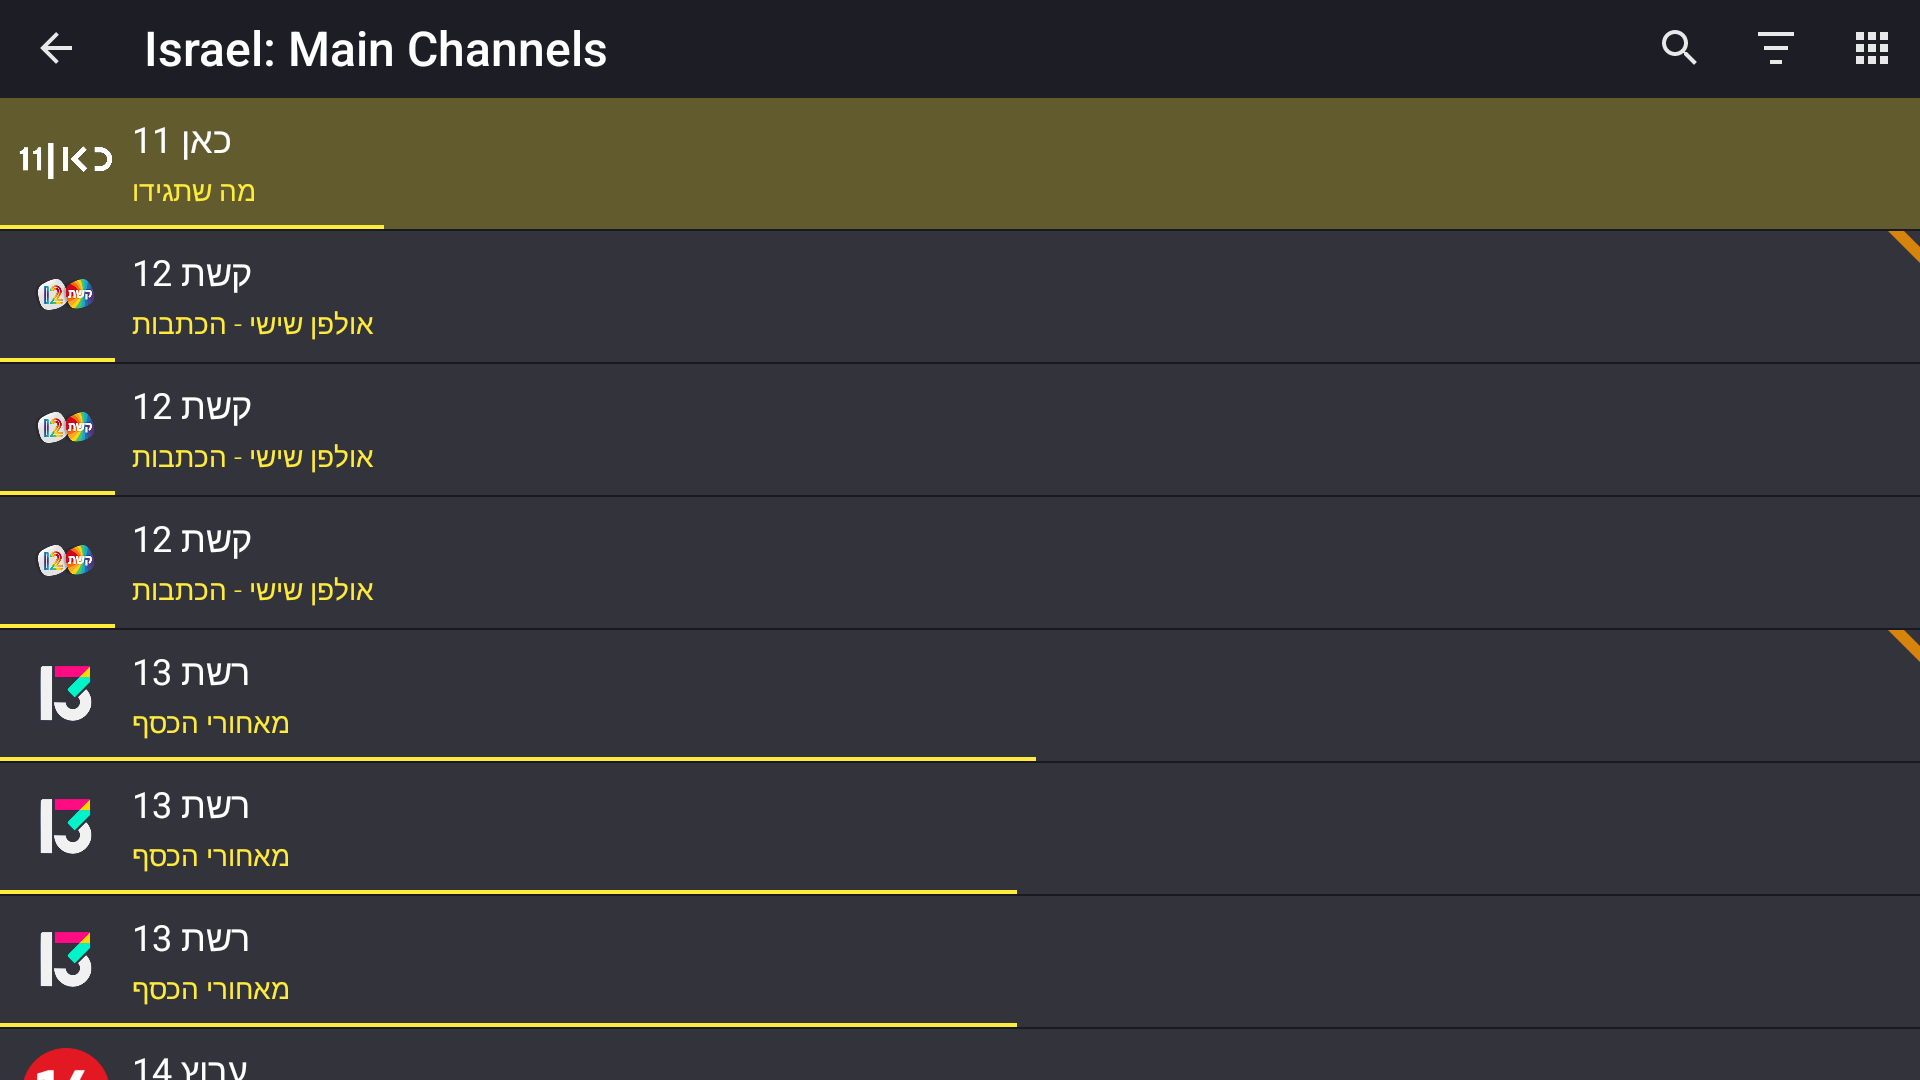 Israel: Main Channels
כאן|11
כאן 11
מה שתגידו
קשת 12
קשת 12
אולפן שישי - הכתבות
קשת 12
קשת 12
אולפן שישי - הכתבות
קשת 12
קשת 12
אולפן שישי - הכתבות
13
רשת 13
מאחורי הכסף
13
רשת 13
מאחורי הכסף
13
רשת 13
מאחורי הכסף
14
ערוץ 14